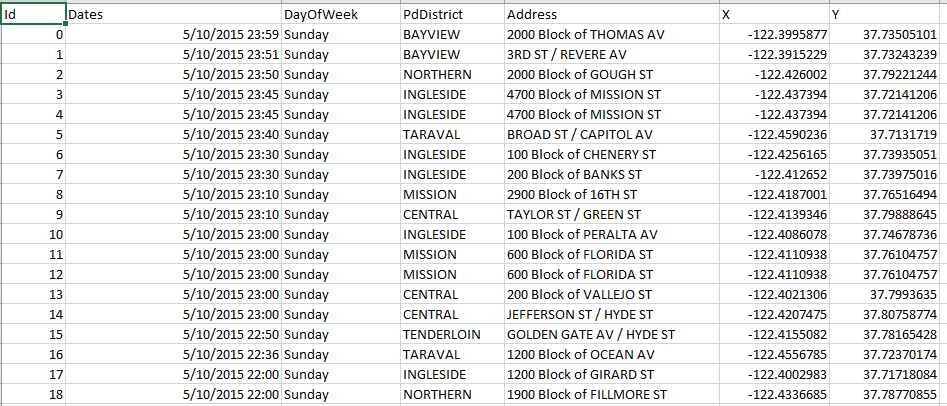 Id Dates DayOfWeek PdDistrict Address X Y
0 5/10/2015 23:59 Sunday BAYVIEW 2000 Block of THOMAS AV -122.3995877 37.73505101
1 5/10/2015 23:51 Sunday BAYVIEW 3RD ST / REVERE AV -122.3915229 37.73243239
2 5/10/2015 23:50 Sunday NORTHERN 2000 Block of GOUGH ST -122.426002 37.79221244
3 5/10/2015 23:45 Sunday INGLESIDE 4700 Block of MISSION ST -122.437394 37.72141206
4 5/10/2015 23:45 Sunday INGLESIDE 4700 Block of MISSION ST -122.437394 37.72141206
5 5/10/2015 23:40 Sunday TARAVAL BROAD ST / CAPITOL AV -122.4590236 37.7131719
6 5/10/2015 23:30 Sunday INGLESIDE 100 Block of CHENERY ST -122.4256165 37.73935051
7 5/10/2015 23:30 Sunday INGLESIDE 200 Block of BANKS ST -122.412652 37.73975016
8 5/10/2015 23:10 Sunday MISSION 2900 Block of 16TH ST -122.4187001 37.76516494
9 5/10/2015 23:10 Sunday CENTRAL TAYLOR ST / GREEN ST -122.4139346 37.79888645
10 5/10/2015 23:00 Sunday INGLESIDE 100 Block of PERALTA AV -122.4086078 37.74678736
11 5/10/2015 23:00 Sunday MISSION 600 Block of FLORIDA ST -122.4110938 37.76104757
12 5/10/2015 23:00 Sunday MISSION 600 Block of FLORIDA ST -122.4110938 37.76104757
13 5/10/2015 23:00 Sunday CENTRAL 200 Block of VALLEJO ST -122.4021306 37.7993635
14 5/10/2015 23:00 Sunday CENTRAL JEFFERSON ST / HYDE ST -122.4207475 37.80758774
15 5/10/2015 22:50 Sunday TENDERLOIN GOLDEN GATE AV / HYDE ST -122.4155082 37.78165428
16 5/10/2015 22:36 Sunday TARAVAL 1200 Block of OCEAN AV -122.4556785 37.72370174
17 5/10/2015 22:00 Sunday INGLESIDE 1200 Block of GIRARD ST -122.4002983 37.71718084
18 5/10/2015 22:00 Sunday NORTHERN 1900 Block of FILLMORE ST -122.4336685 37.78770855